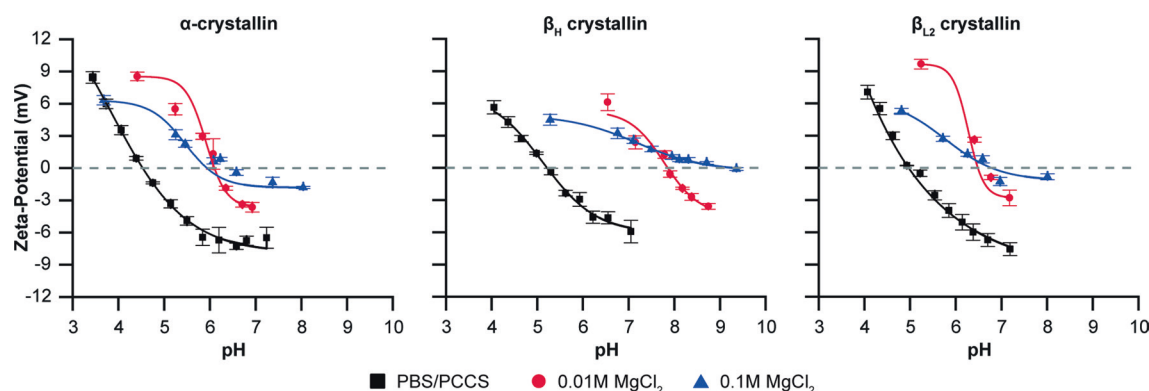 α-crystallin
β_H crystallin
β_L2 crystallin
Zeta-Potential (mV)
12
9
6
3
0
-3
-6
-9
-12
3 4 5 6 7 8 9 10
3 4 5 6 7 8 9 10
3 4 5 6 7 8 9 10
pH
pH
pH
PBS/PCCS
0.01M MgCl₂
0.1M MgCl₂